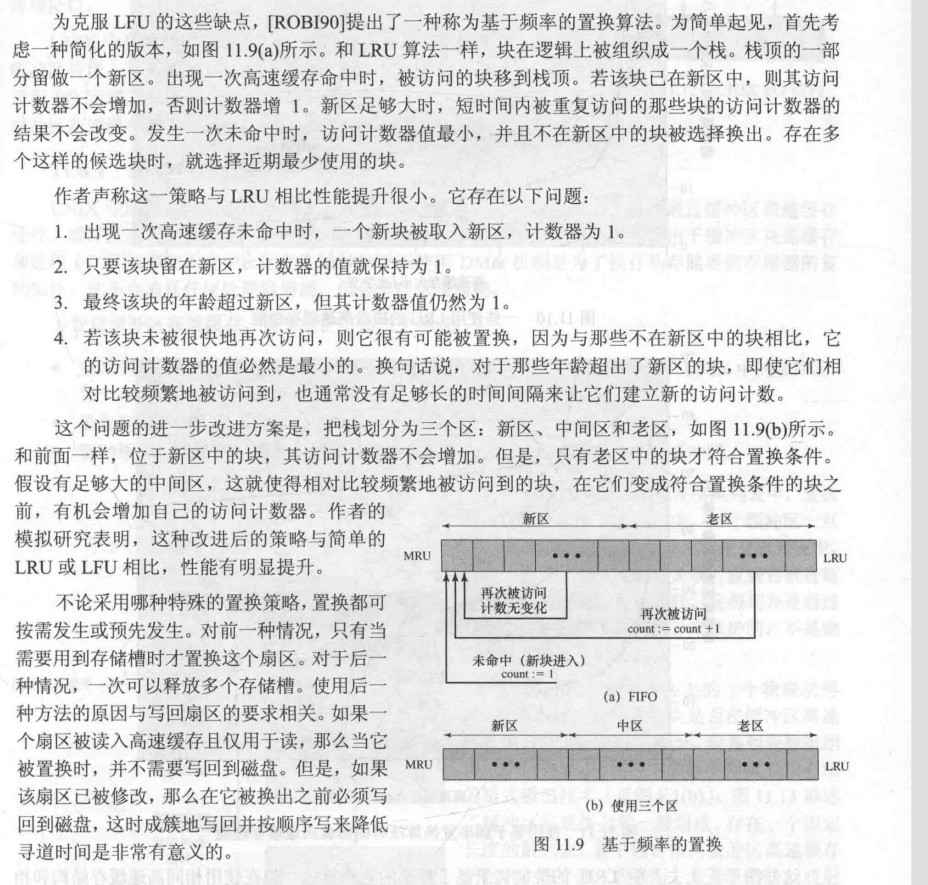 为克服 LFU 的这些缺点，[ROBI90]提出了一种称为基于频率的置换算法。为简单起见，首先考
虑一种简化的版本，如图 11.9(a)所示。和 LRU 算法一样，块在逻辑上被组织成一个栈。栈顶的一部
分留做一个新区。出现一次高速缓存命中时，被访问的块移到栈顶。若该块已在新区中，则其访问
计数器不会增加，否则计数器增 1。新区足够大时，短时间内被重复访问的那些块的访问计数器的
结果不会改变。发生一次未命中时，访问计数器值最小，并且不在新区中的块被选择换出。存在多
个这样的候选块时，就选择近期最少使用的块。
作者声称这一策略与 LRU 相比性能提升很小。它存在以下问题：
1. 出现一次高速缓存未命中时，一个新块被取入新区，计数器为 1。
2. 只要该块留在新区，计数器的值就保持为 1。
3. 最终该块的年龄超过新区，但其计数器值仍然为 1。
4. 若该块未被很快地再次访问，则它很有可能被置换，因为与那些不在新区中的块相比，它
的访问计数器的值必然是最小的。换句话说，对于那些年龄超出了新区的块，即使它们相
对比较频繁地被访问到，也通常没有足够长的时间间隔来让它们建立新的访问计数。
这个问题的进一步改进方案是，把栈划分为三个区：新区、中间区和老区，如图 11.9(b)所示。
和前面一样，位于新区中的块，其访问计数器不会增加。但是，只有老区中的块才符合置换条件。
假设有足够大的中间区，这就使得相对比较频繁地被访问到的块，在它们变成符合置换条件的块之
前，有机会增加自己的访问计数器。作者的
模拟研究表明，这种改进后的策略与简单的
LRU 或 LFU 相比，性能有明显提升。
不论采用哪种特殊的置换策略，置换都可
按需发生或预先发生。对前一种情况，只有当
需要用到存储槽时才置换这个扇区。对于后一
种情况，一次可以释放多个存储槽。使用后一
种方法的原因与写回扇区的要求相关。如果一
个扇区被读入高速缓存且仅用于读，那么当它
被置换时，并不需要写回到磁盘。但是，如果
该扇区已被修改，那么在它被换出之前必须写
回到磁盘，这时成簇地写回并按顺序写来降低
寻道时间是非常有意义的。
新区 老区
MRU ••• ••• LRU
再次被访问
计数无变化
再次被访问
count := count +1
未命中（新块进入）
count := 1
(a) FIFO
新区 中区 老区
MRU ••• ••• ••• LRU
(b) 使用三个区
图 11.9 基于频率的置换